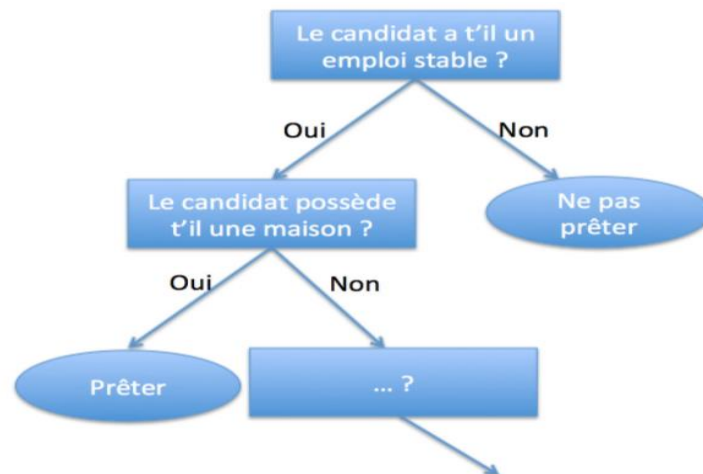 Le candidat a t'il un
emploi stable ?
Oui
Non
Le candidat possède
t'il une maison ?
Ne pas
prêter
Oui
Non
Prêter
... ?